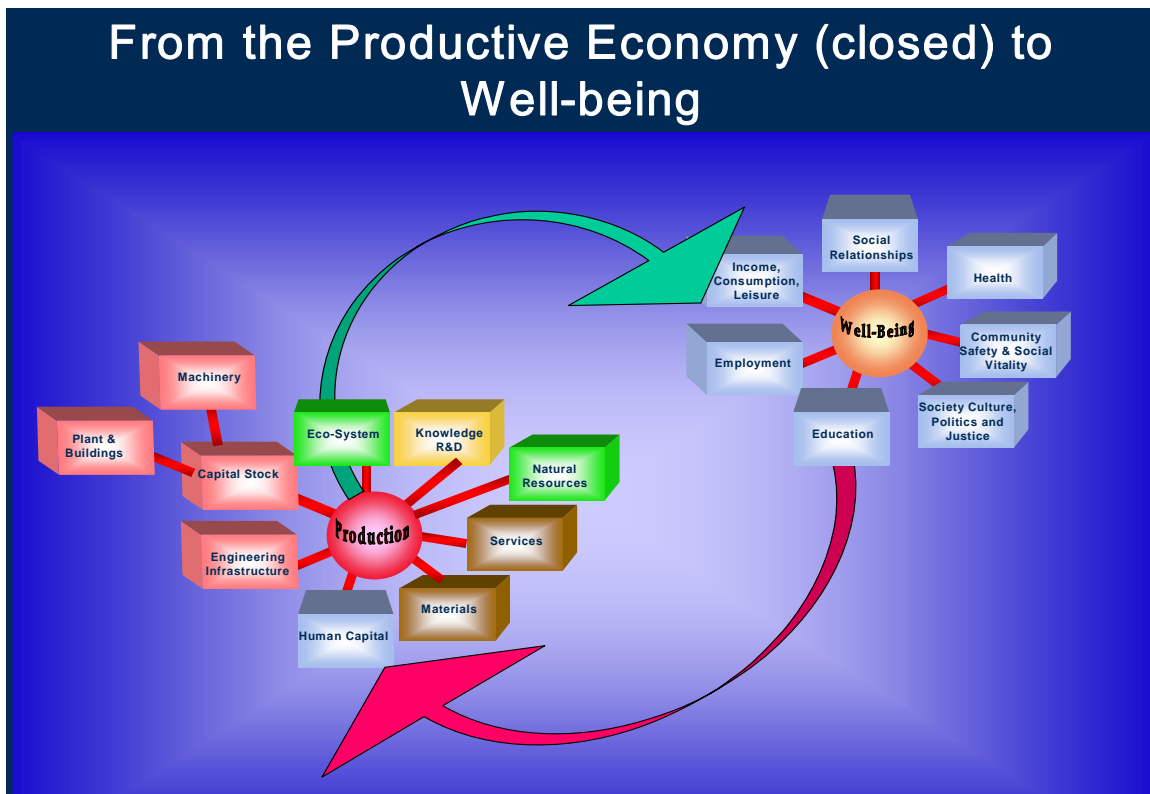 From the Productive Economy (closed) to
Well-being
Social
Relationships
Income,
Consumption,
Leisure
Health
Well-Being
Community
Safety & Social
Vitality
Employment
Society Culture,
Politics and
Justice
Education
Machinery
Plant &
Buildings
Capital Stock
Eco-System
Knowledge
R&D
Natural
Resources
Production
Services
Engineering
Infrastructure
Materials
Human Capital